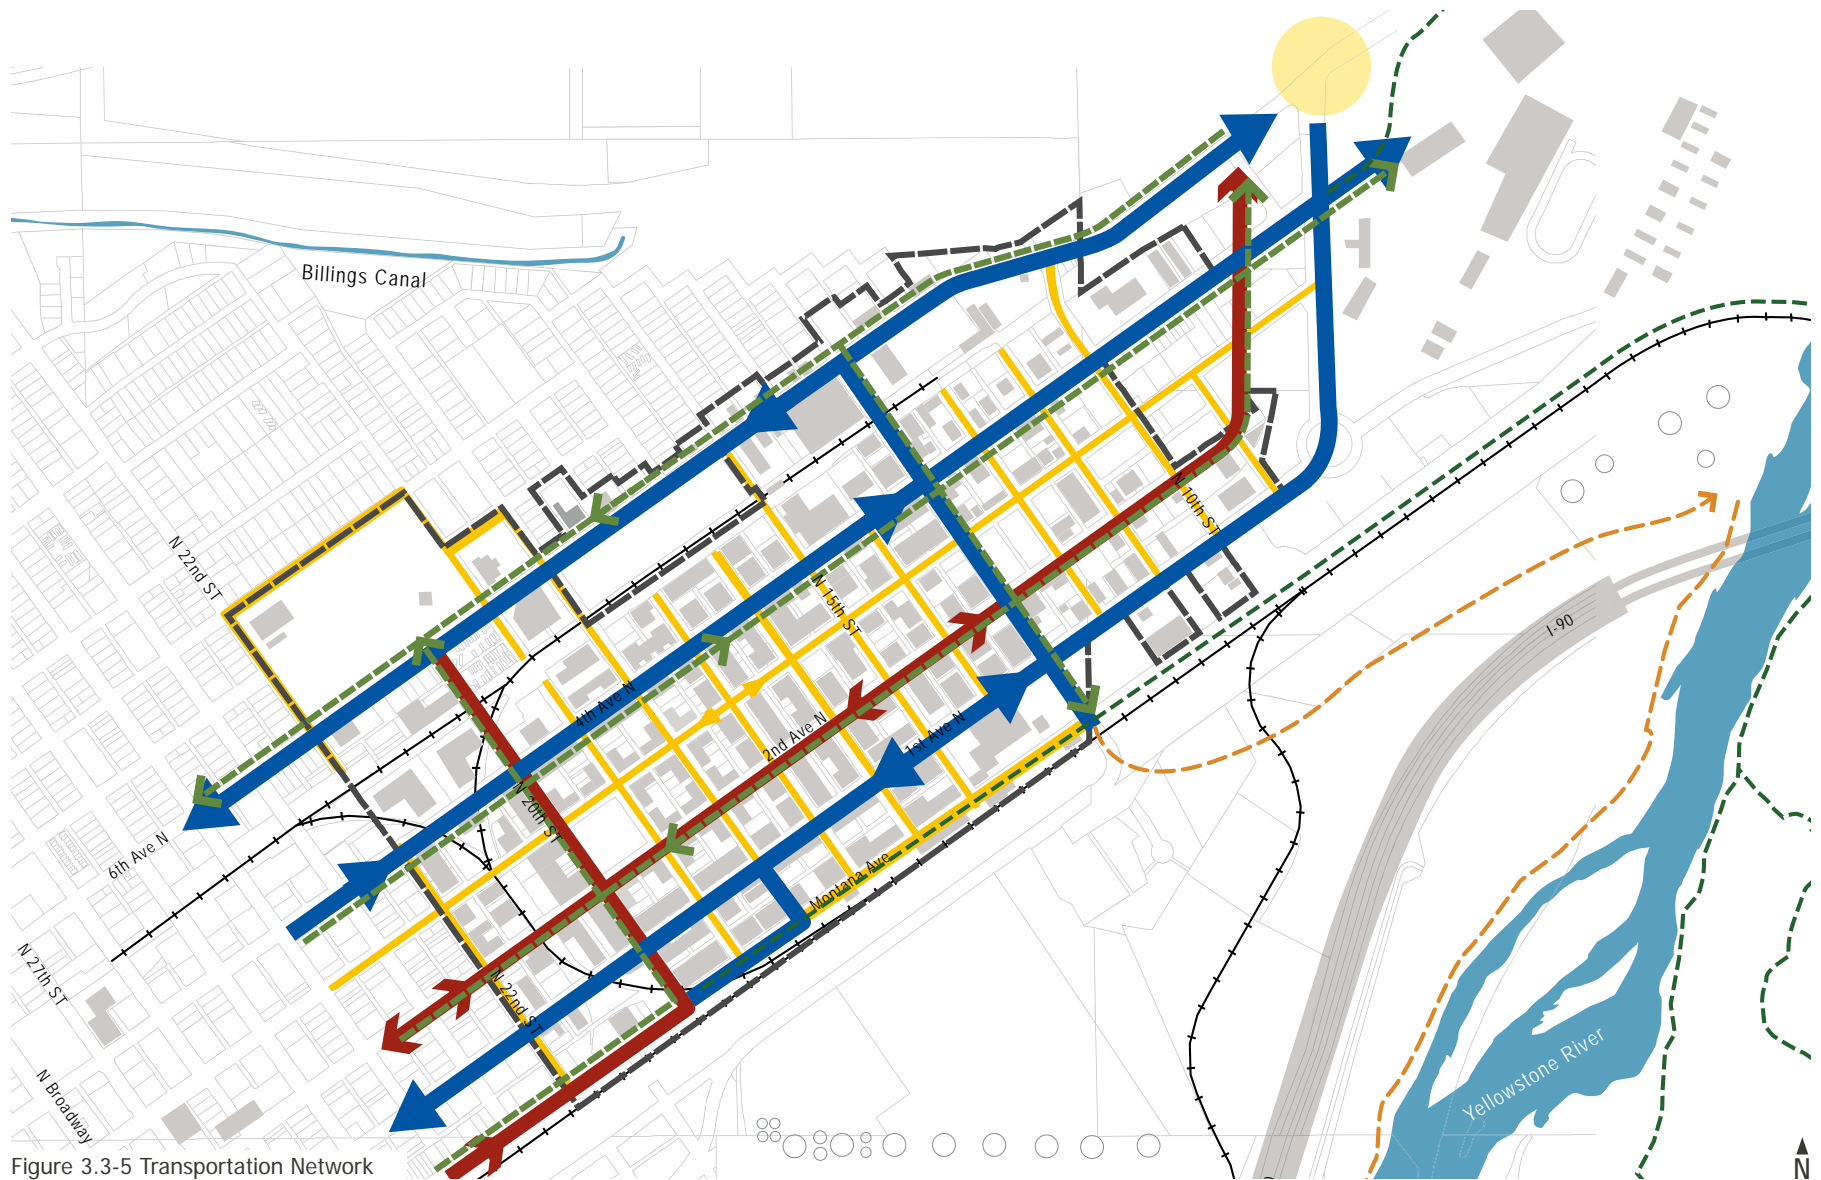 Billings Canal
N 22nd ST
N 10th ST
N 15th ST
I-90
4th Ave N
2nd Ave N
1st Ave N
N 20th ST
6th Ave N
Montana Ave
N 27th ST
N 22nd ST
Yellowstone River
N Broadway
Figure 3.3-5 Transportation Network
N